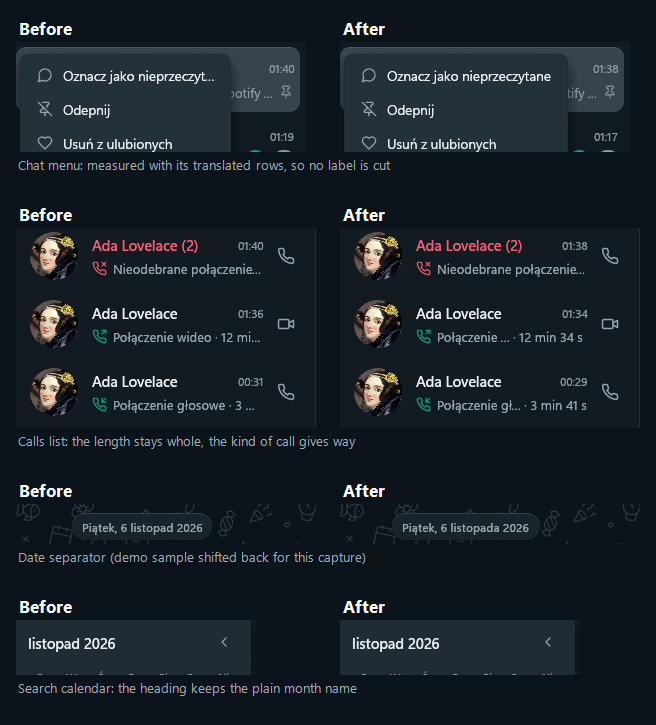 Before After
01:40 01:38
Oznacz jako nieprzeczyt... Oznacz jako nieprzeczytane
otify ... tify ...
Odepnij Odepnij
01:19 01:17
Usuń z ulubionych Usuń z ulubionych
Chat menu: measured with its translated rows, so no label is cut
Before After
Ada Lovelace (2) 01:40 Ada Lovelace (2) 01:38
Nieodebrane połączenie... Nieodebrane połączenie...
Ada Lovelace 01:36 Ada Lovelace 01:34
Połączenie wideo · 12 mi... Połączenie ... · 12 min 34 s
Ada Lovelace 00:31 Ada Lovelace 00:29
Połączenie głosowe · 3 ... Połączenie gł... · 3 min 41 s
Calls list: the length stays whole, the kind of call gives way
Before After
Piątek, 6 listopad 2026 Piątek, 6 listopada 2026
Date separator (demo sample shifted back for this capture)
Before After
listopad 2026 listopad 2026
Search calendar: the heading keeps the plain month name